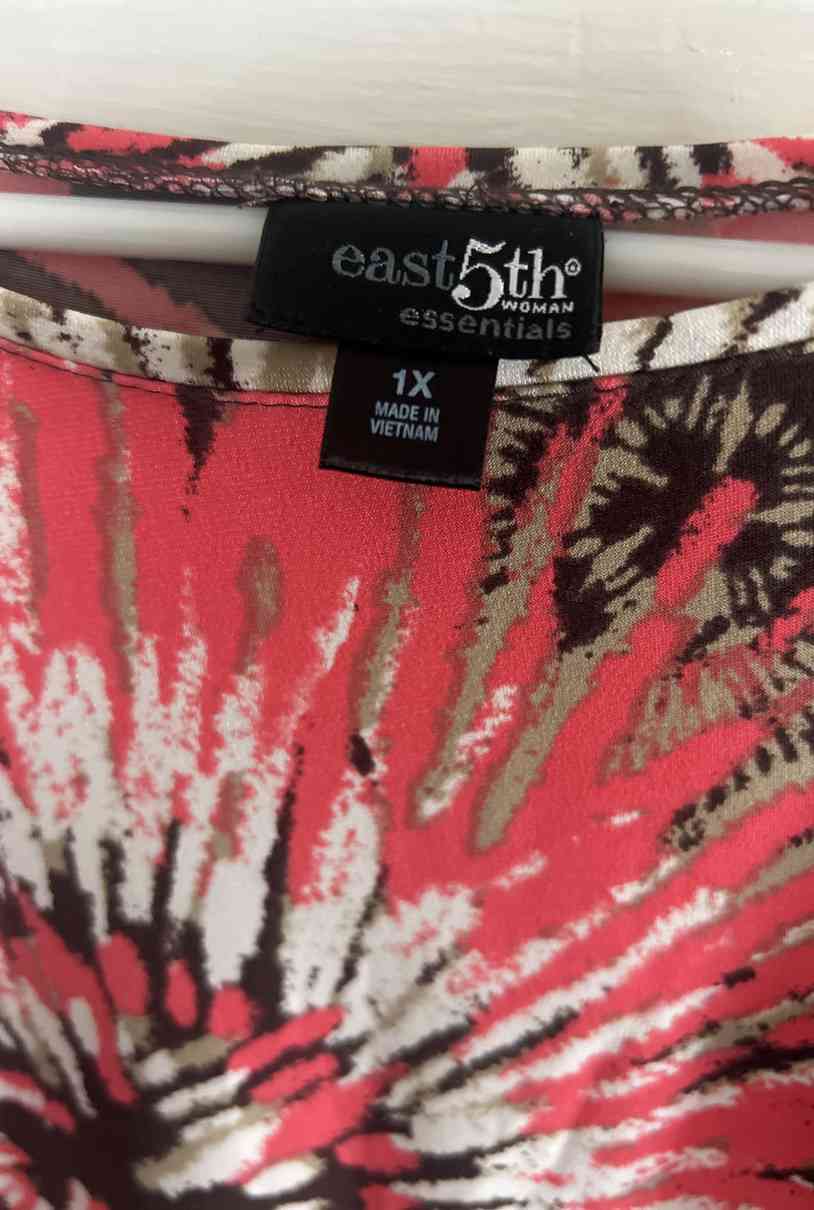 east5th®
WOMAN
essentials
1X
MADE IN
VIETNAM